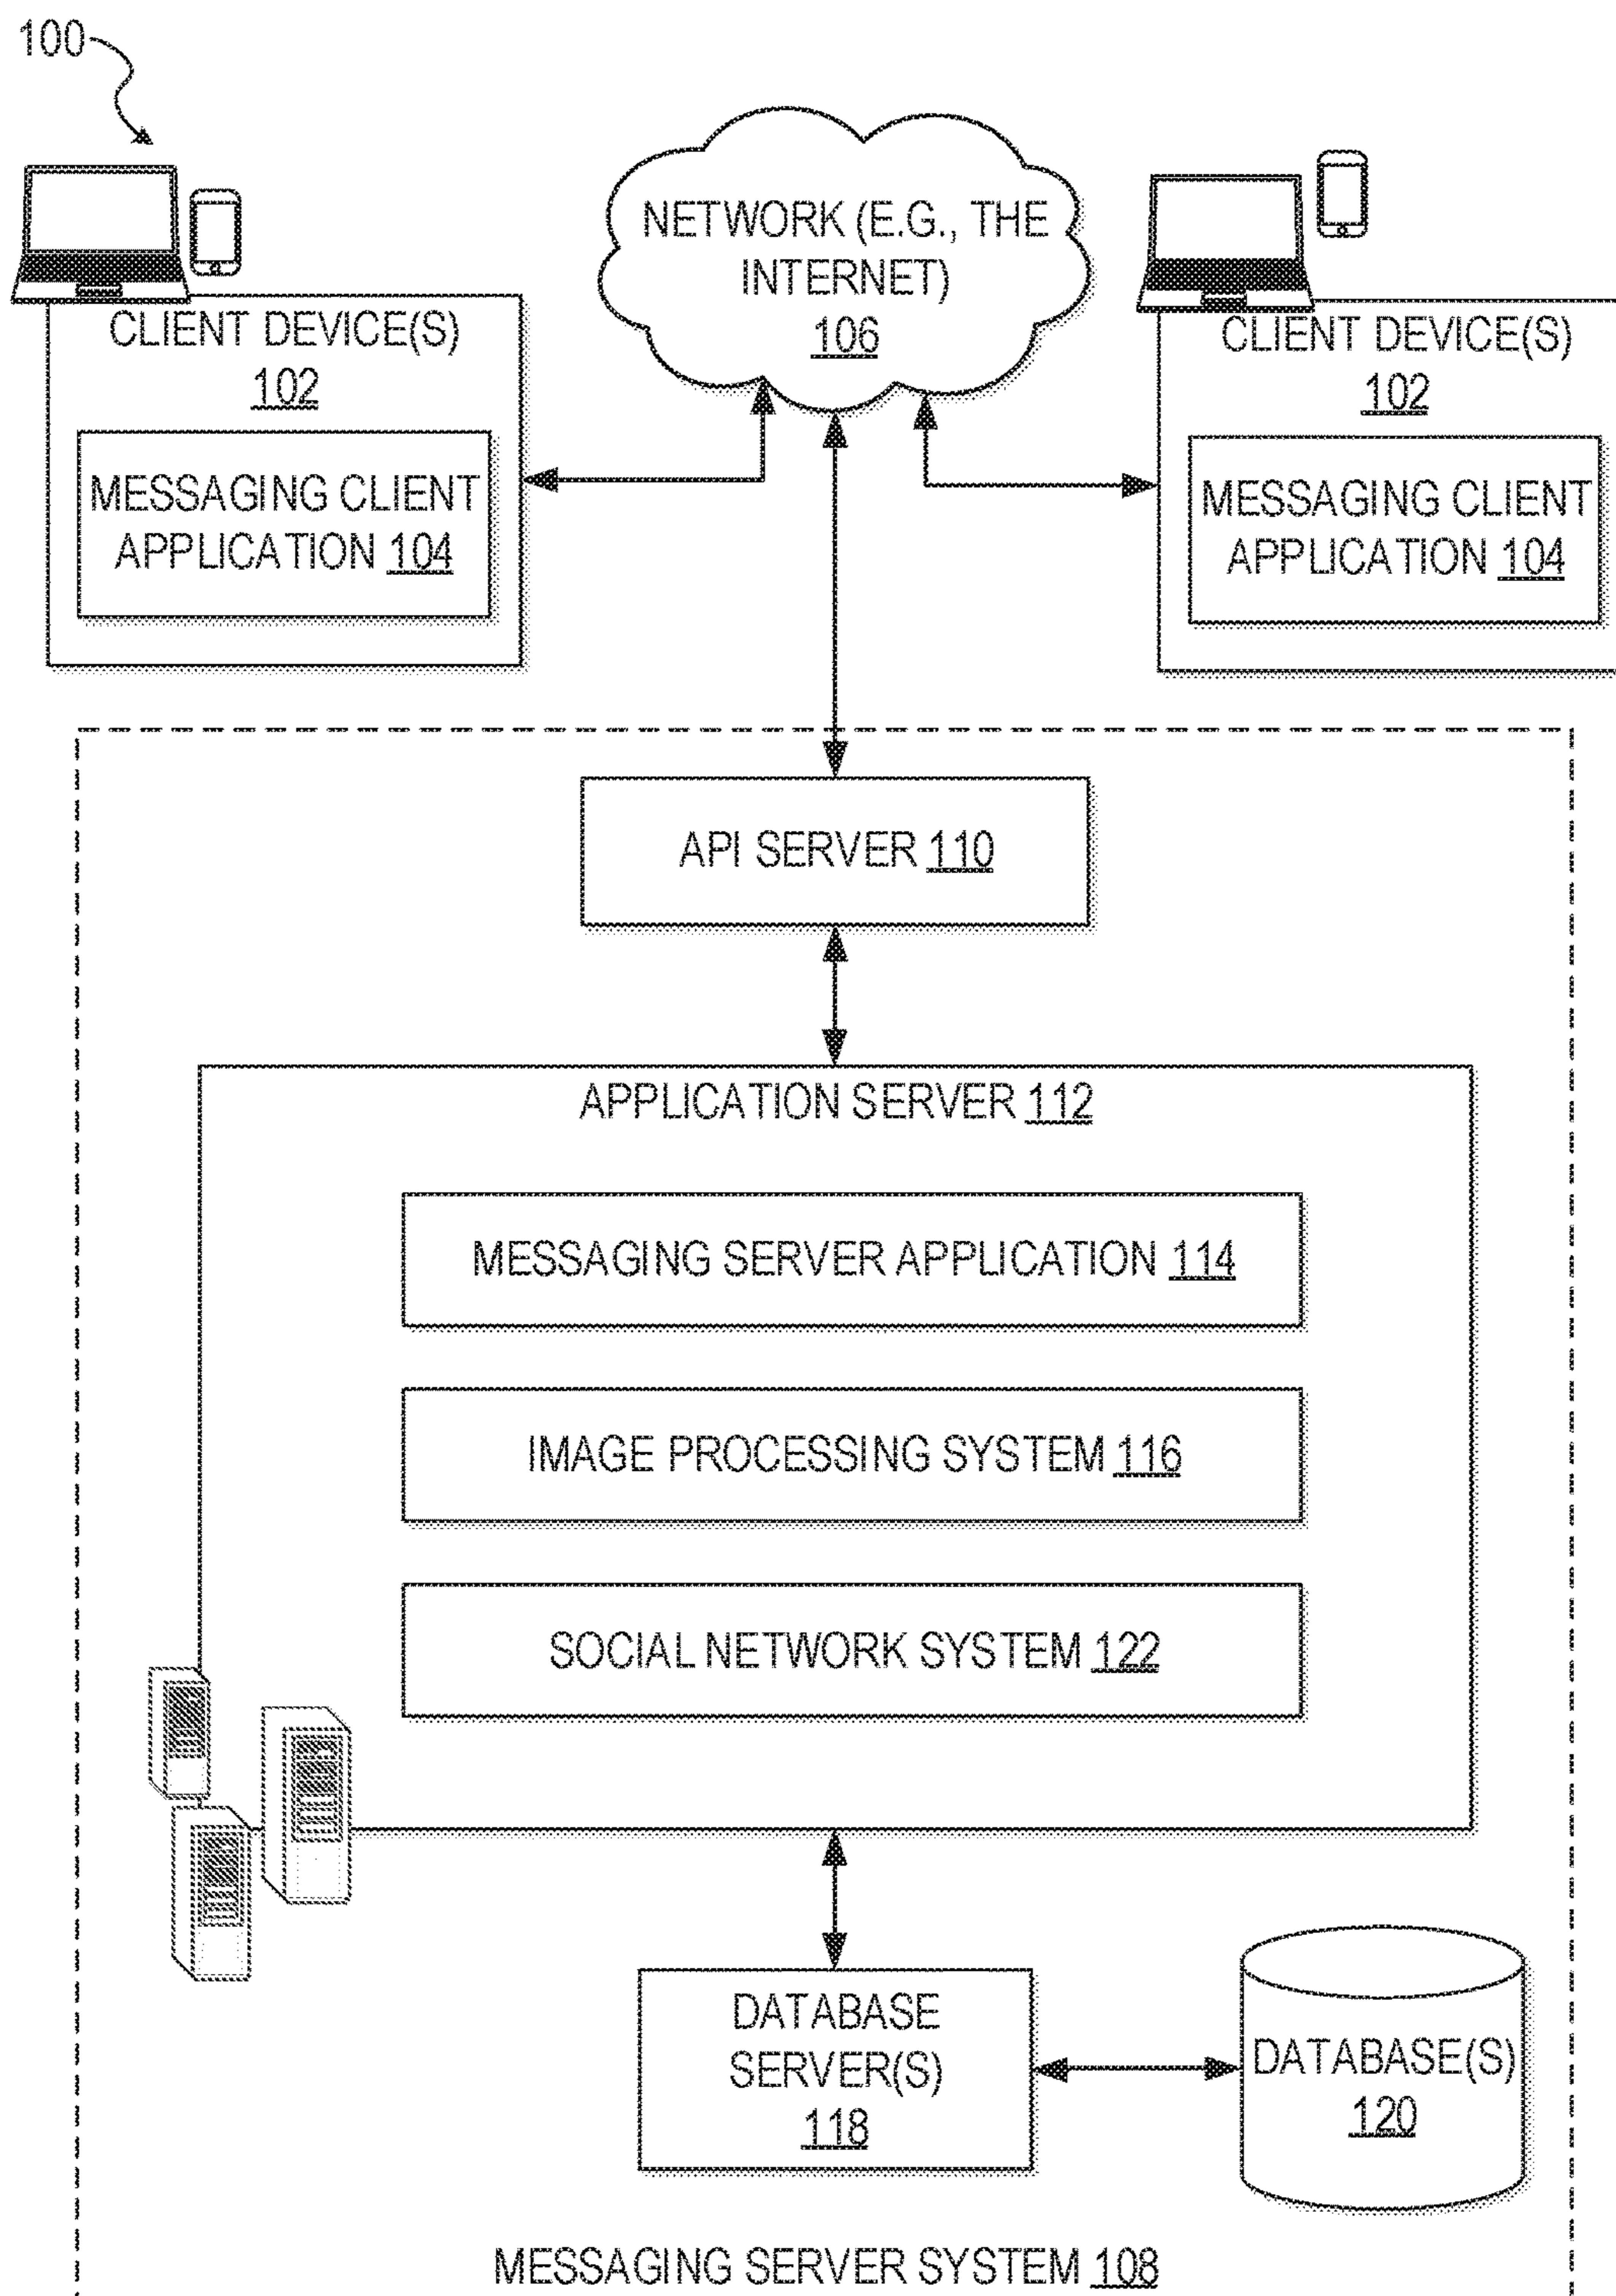 100
NETWORK (E.G., THE
INTERNET)
106
CLIENT DEVICE(S)
102
MESSAGING CLIENT
APPLICATION 104
CLIENT DEVICE(S)
102
MESSAGING CLIENT
APPLICATION 104
API SERVER 110
APPLICATION SERVER 112
MESSAGING SERVER APPLICATION 114
IMAGE PROCESSING SYSTEM 116
SOCIAL NETWORK SYSTEM 122
DATABASE
SERVER(S)
118
DATABASE(S)
120
MESSAGING SERVER SYSTEM 108